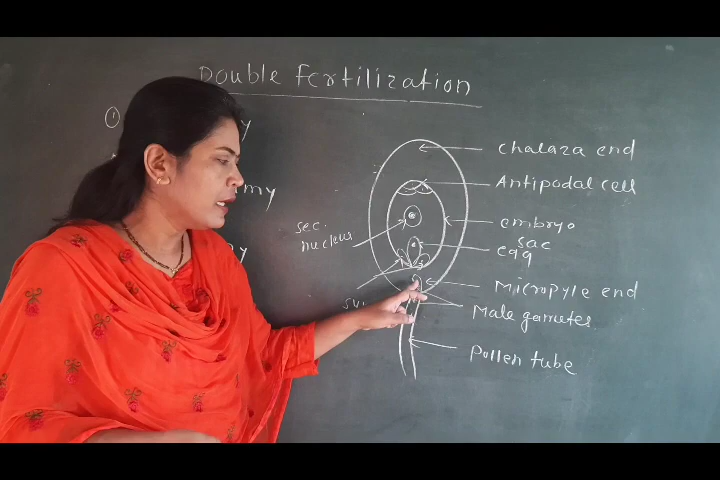 Double Fertilization
①
y
my
my
Chalaza end
Antipodal cell
embryo
sac
egg
Micropyle end
Male gametes
Pollen tube
sec.
nucleus